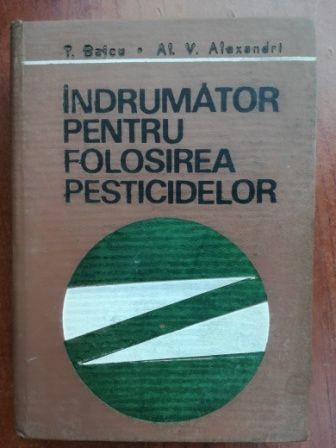 T. Baicu • Al. V. Alexandri
ÎNDRUMĂTOR
PENTRU
FOLOSIREA
PESTICIDELOR